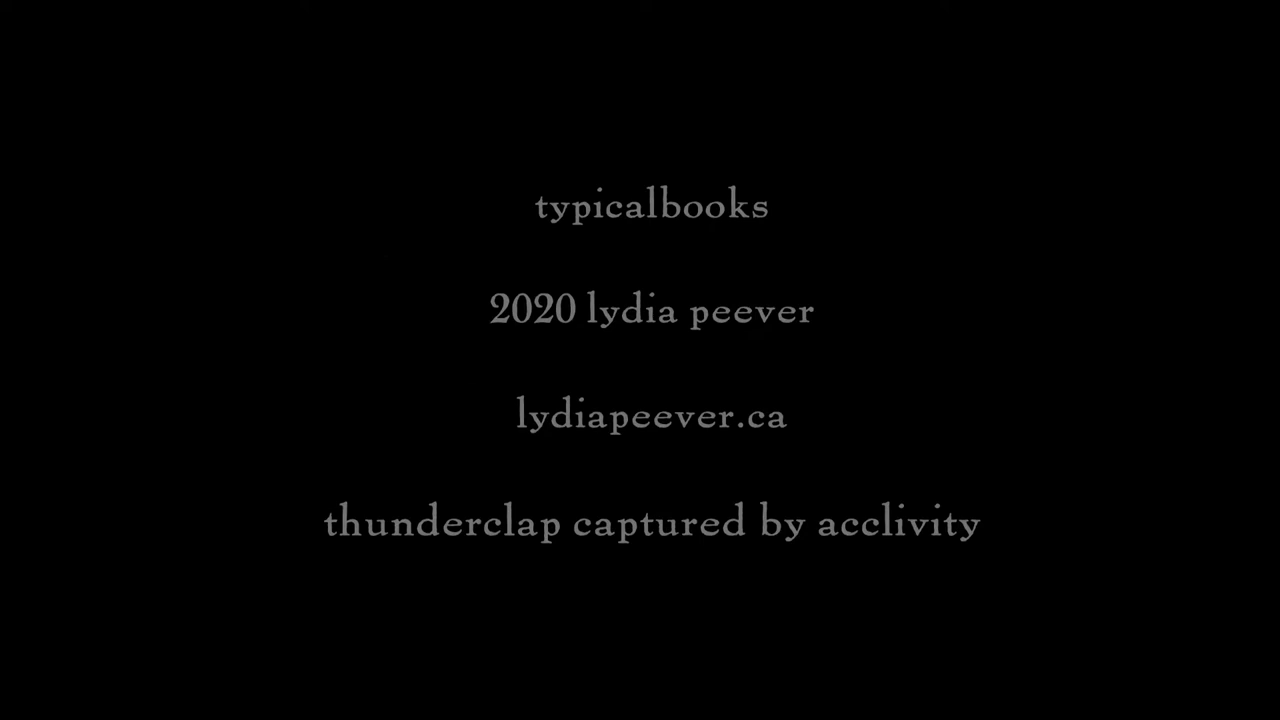 typicalbooks
2020 lydia peever
lydiapeever.ca
thunderclap captured by acclivity